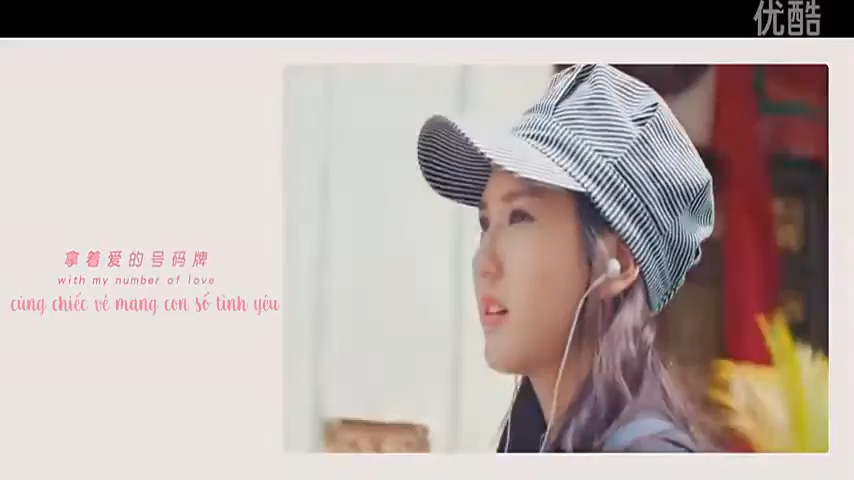 优酷
拿着爱的号码牌
with my number of love
cùng chiếc vé mang con số tình yêu